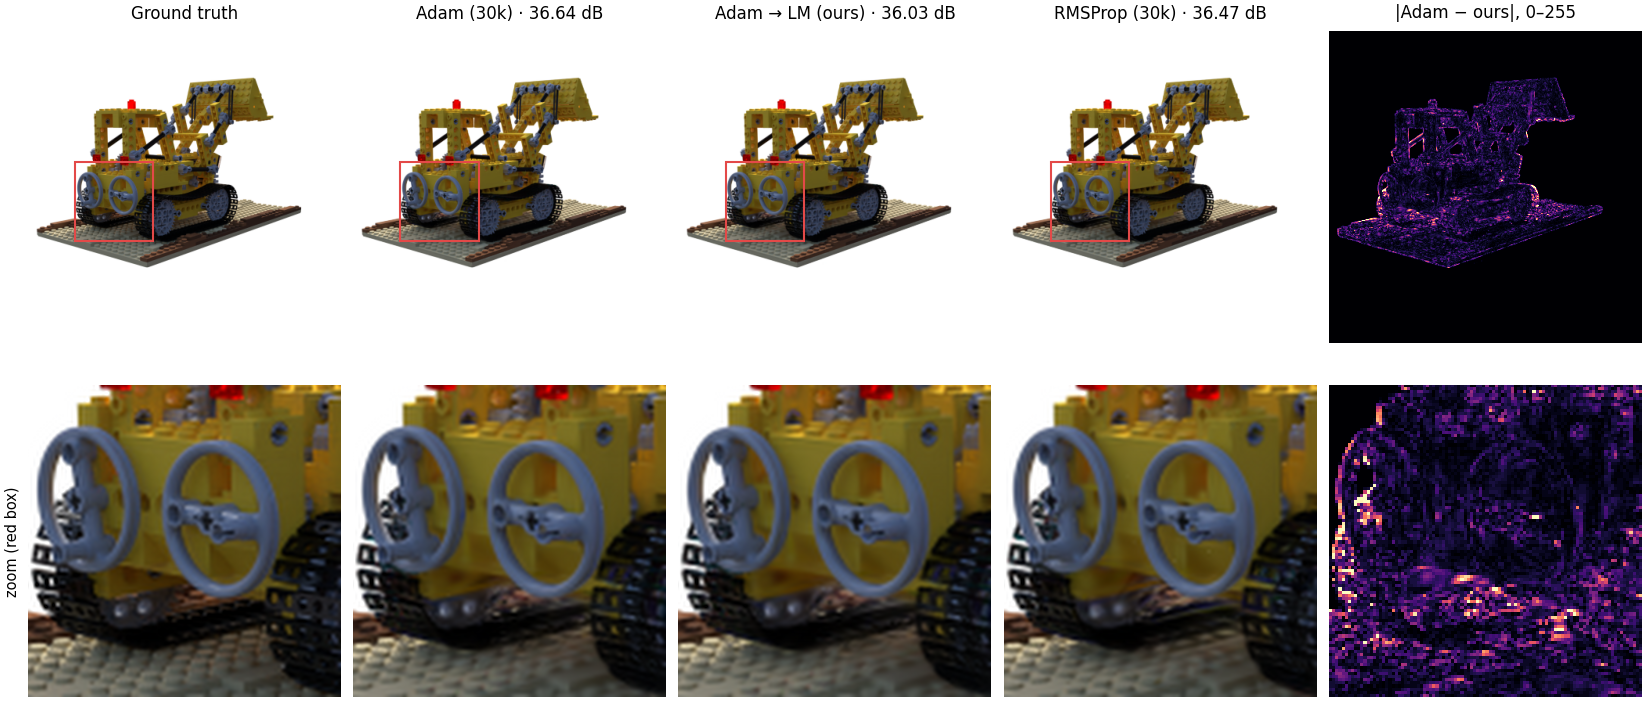 Ground truth
Adam (30k) · 36.64 dB
Adam → LM (ours) · 36.03 dB
RMSProp (30k) · 36.47 dB
|Adam − ours|, 0–255
zoom (red box)